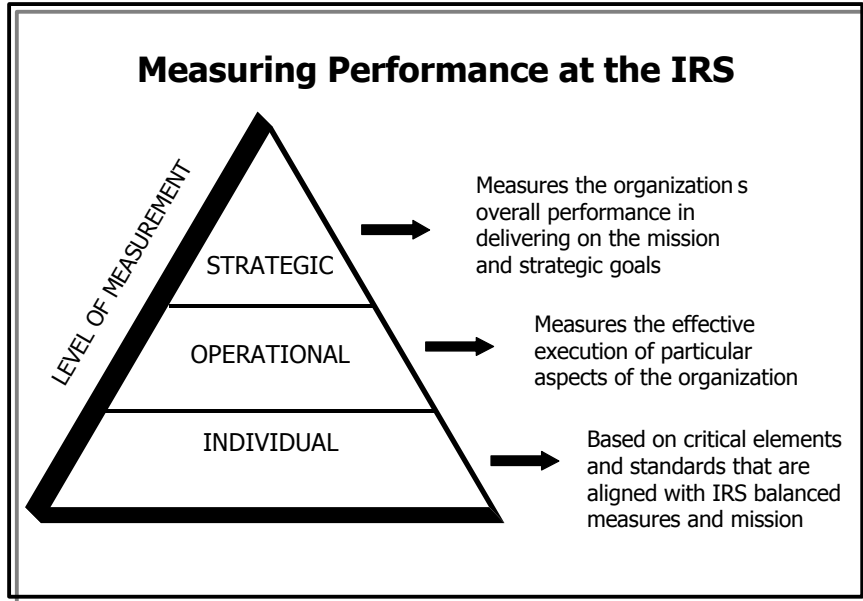 Measuring Performance at the IRS
LEVEL OF MEASUREMENT
STRATEGIC
Measures the organization s
overall performance in
delivering on the mission
and strategic goals
OPERATIONAL
Measures the effective
execution of particular
aspects of the organization
INDIVIDUAL
Based on critical elements
and standards that are
aligned with IRS balanced
measures and mission